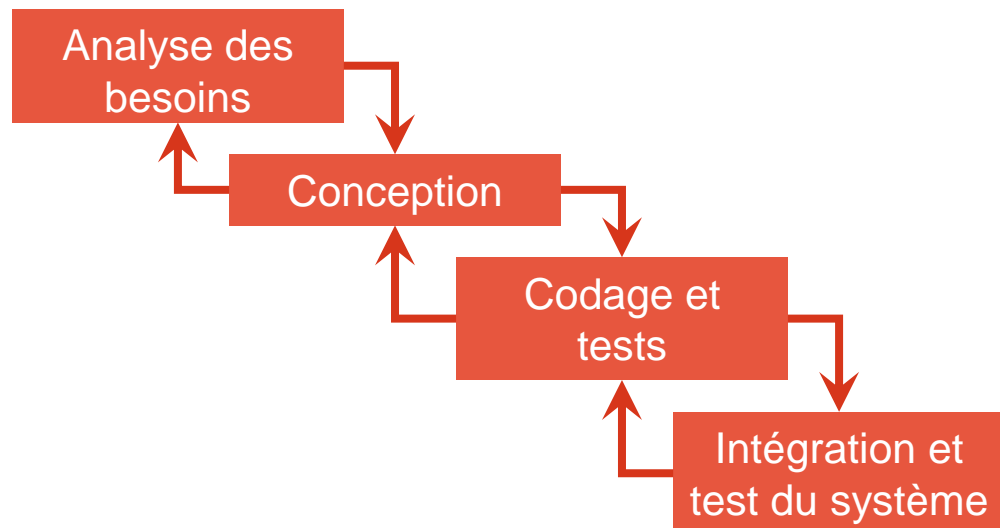 Analyse des
besoins
Conception
Codage et
tests
Intégration et
test du système